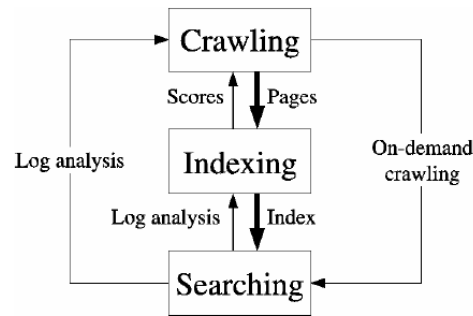 Crawling
Scores
Pages
Log analysis
Indexing
On-demand
crawling
Log analysis
Index
Searching